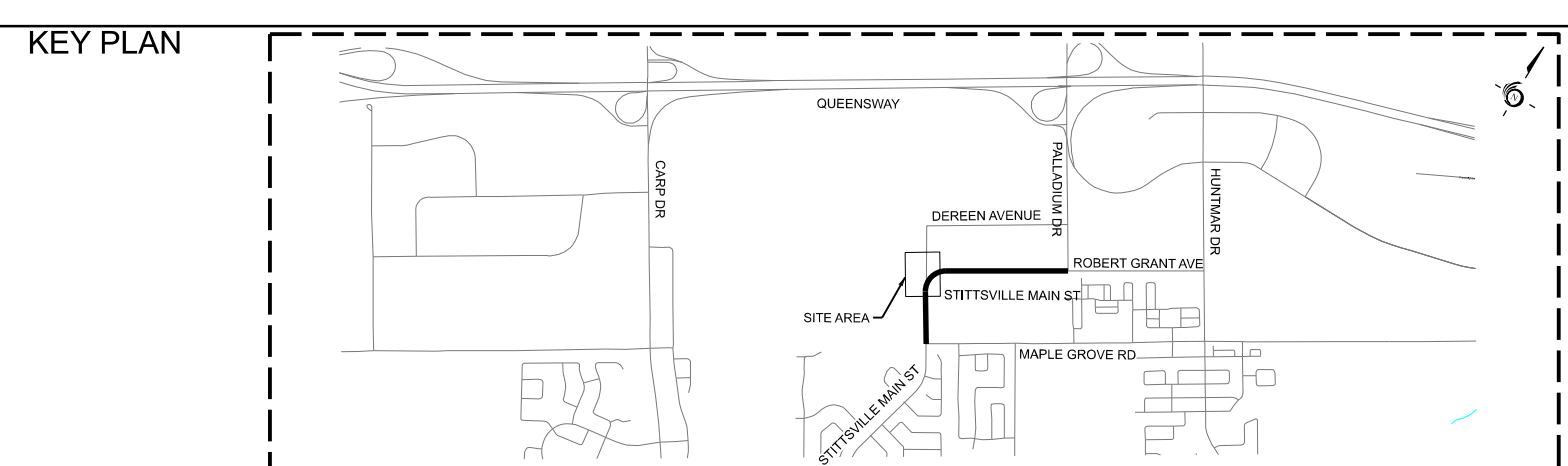 KEY PLAN
QUEENSWAY
CARP DR
PALLADIUM DR
HUNTMAR DR
DEREEN AVENUE
ROBERT GRANT AVE
STITTSVILLE MAIN ST
SITE AREA
MAPLE GROVE RD
STITTSVILLE MAIN ST
N